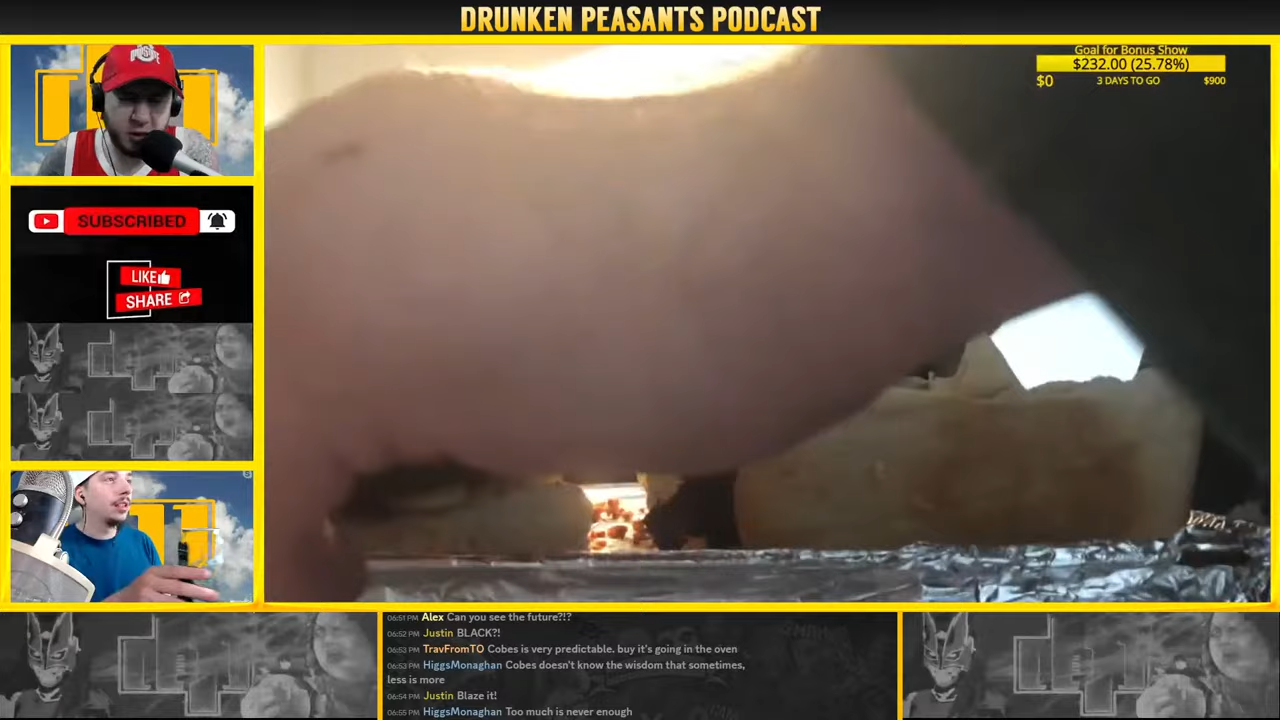 DRUNKEN PEASANTS PODCAST
Goal for Bonus Show
$232.00 (25.78%)
$0
3 DAYS TO GO
$900
SUBSCRIBED
LIKE
SHARE
06:51 PM Alex Can you see the future?!?
06:52 PM Justin BLACK?!
06:53 PM TravFromTO Cobes is very predictable. buy it's going in the oven
06:53 PM HiggsMonaghan Cobes doesn't know the wisdom that sometimes,
less is more
06:54 PM Justin Blaze it!
06:55 PM HiggsMonaghan Too much is never enough